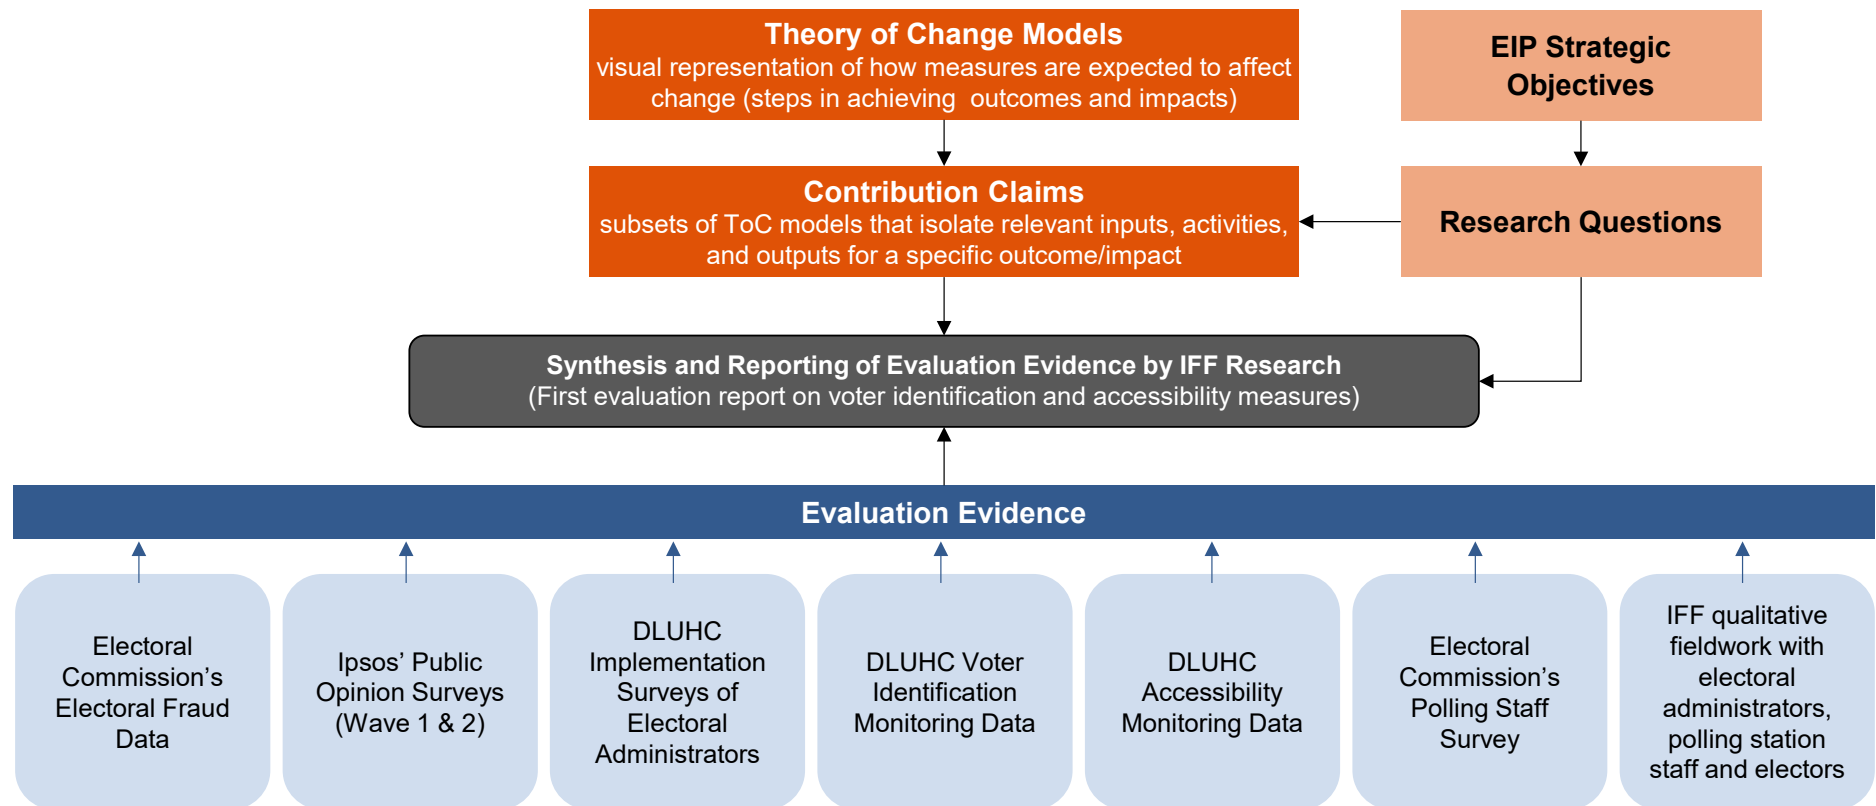 Theory of Change Models
visual representation of how measures are expected to affect
change (steps in achieving  outcomes and impacts)
EIP Strategic
Objectives
Contribution Claims
subsets of ToC models that isolate relevant inputs, activities,
and outputs for a specific outcome/impact
Research Questions
Synthesis and Reporting of Evaluation Evidence by IFF Research
(First evaluation report on voter identification and accessibility measures)
Evaluation Evidence
Electoral
Commission’s
Electoral Fraud
Data
Ipsos’ Public
Opinion Surveys
(Wave 1 & 2)
DLUHC
Implementation
Surveys of
Electoral
Administrators
DLUHC Voter
Identification
Monitoring Data
DLUHC
Accessibility
Monitoring Data
Electoral
Commission’s
Polling Staff
Survey
IFF qualitative
fieldwork with
electoral
administrators,
polling station
staff and electors